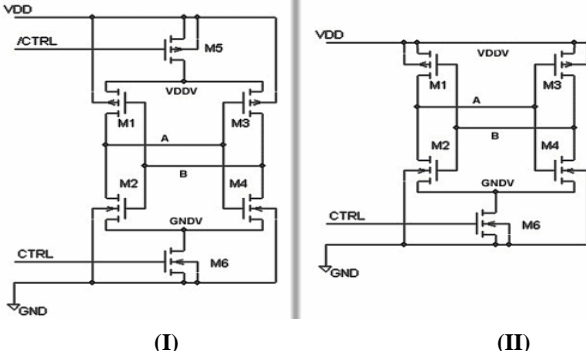 VDD
/CTRL
M5
VDDV
M1
M3
A
B
M2
M4
GNDV
CTRL
M6
GND
(I)
VDD
VDDV
M1
M3
A
B
M2
M4
GNDV
CTRL
M6
GND
(II)